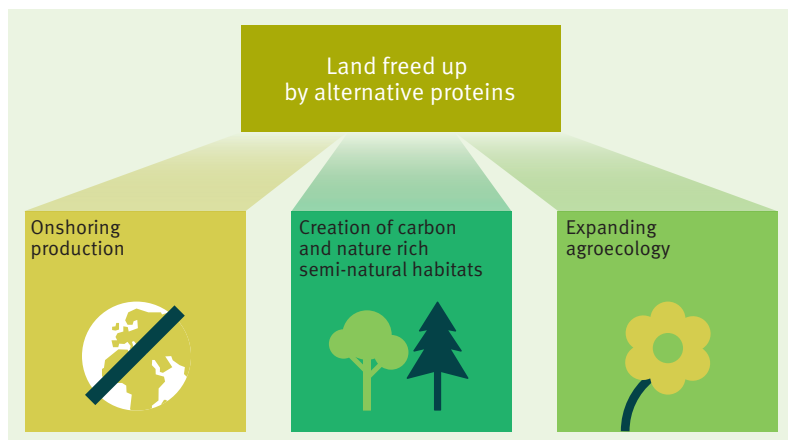 Land freed up
by alternative proteins
Onshoring
production
Creation of carbon
and nature rich
semi-natural habitats
Expanding
agroecology